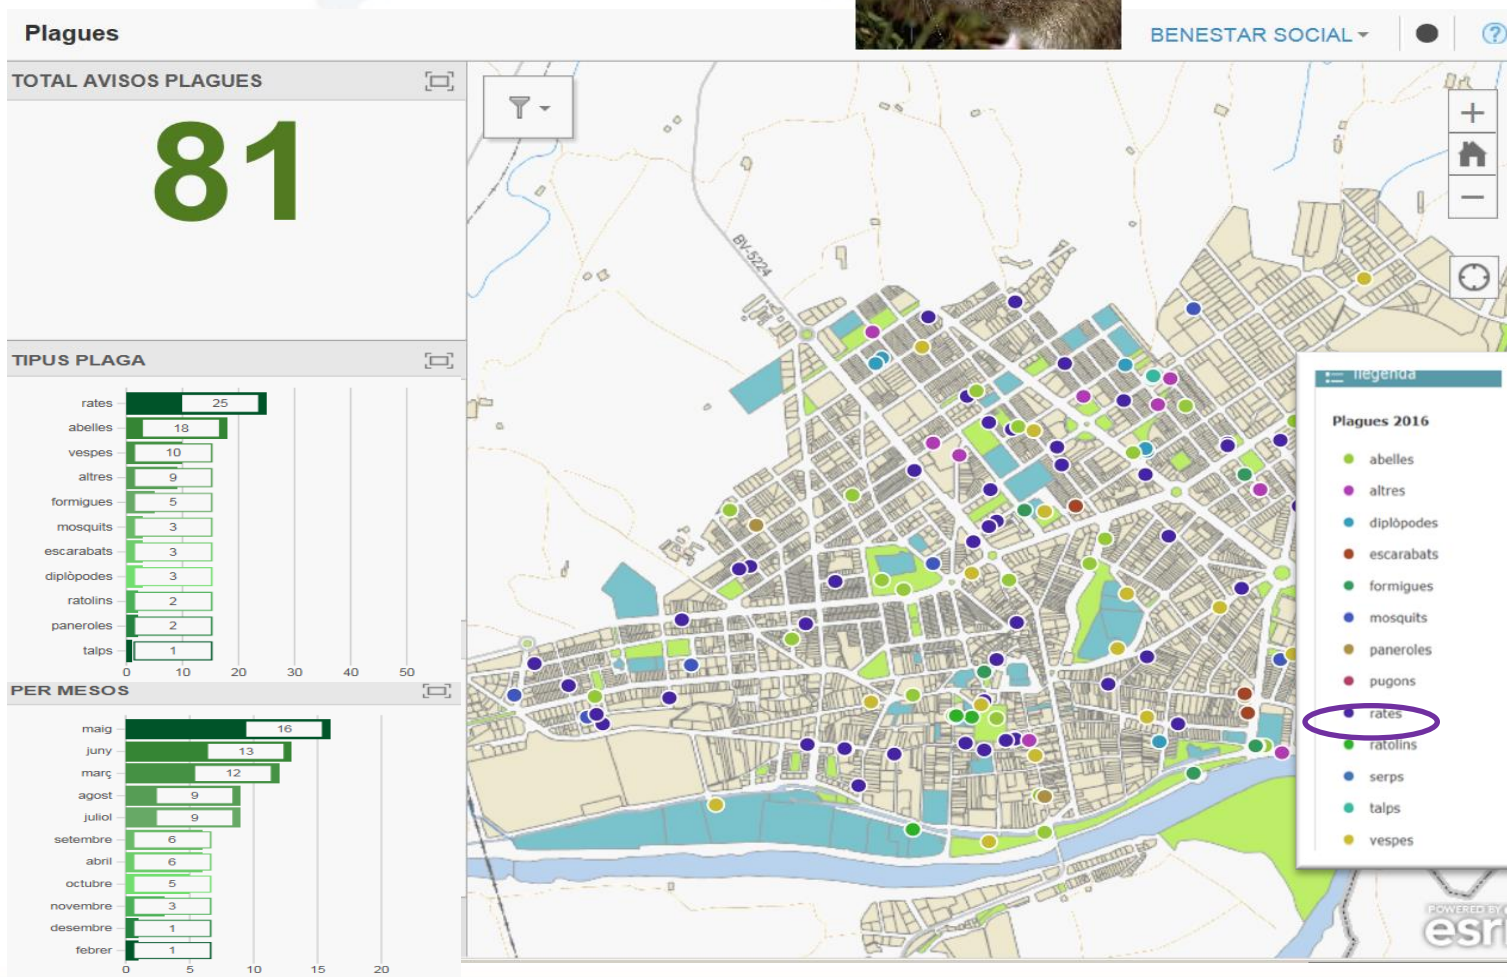 Plagues
BENESTAR SOCIAL
?
TOTAL AVISOS PLAGUES
81
TIPUS PLAGA
rates 25
abelles 18
vespes 10
altres 9
formigues 5
mosquits 3
escarabats 3
diplòpodes 3
ratolins 2
paneroles 2
talps 1
0 10 20 30 40 50
PER MESOS
maig 16
juny 13
març 12
agost 9
juliol 9
setembre 6
abril 6
octubre 5
novembre 3
desembre 1
febrer 1
0 5 10 15 20
BV-5224
+
−
llegenda
Plagues 2016
abelles
altres
diplòpodes
escarabats
formigues
mosquits
paneroles
pugons
rates
ratolins
serps
talps
vespes
POWERED BY
esri